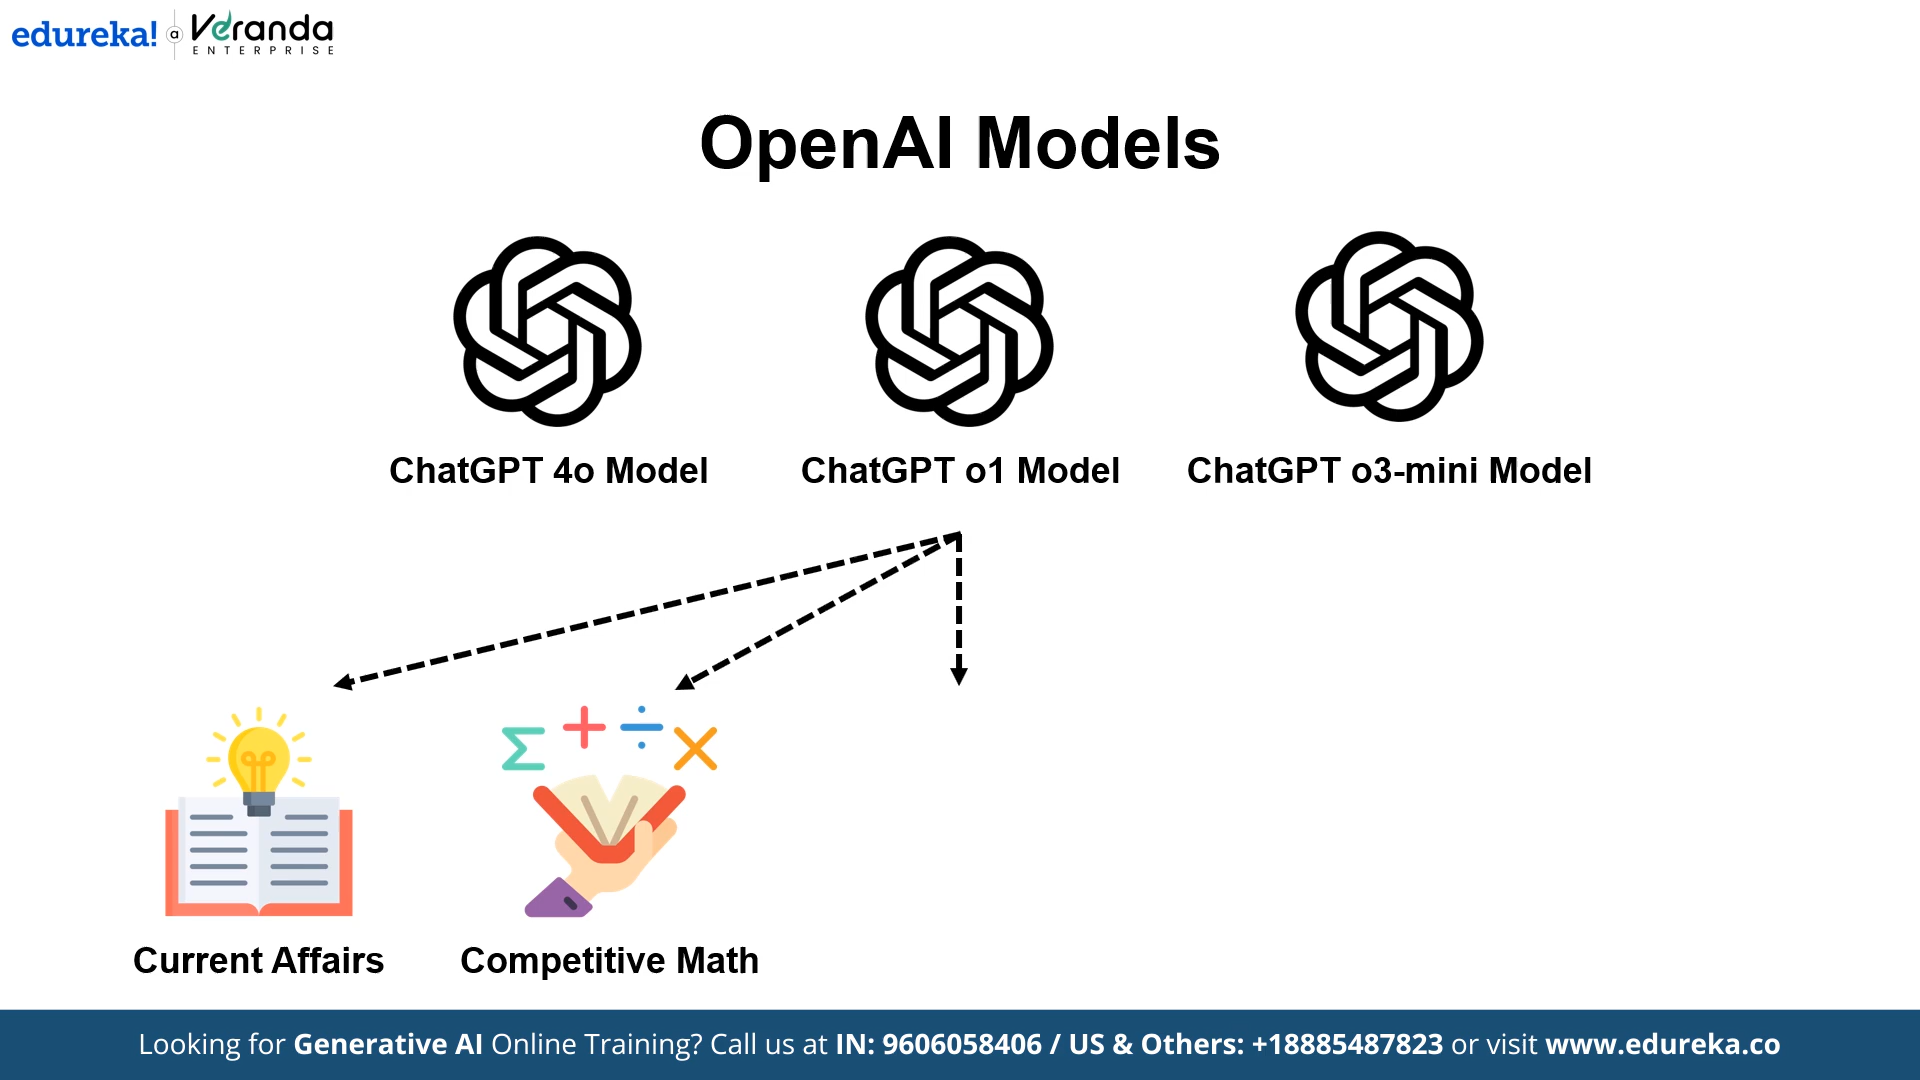 edureka! a Veranda
ENTERPRISE
OpenAI Models
ChatGPT 4o Model
ChatGPT o1 Model
ChatGPT o3-mini Model
Σ + ÷ ×
Current Affairs
Competitive Math
Looking for Generative AI Online Training? Call us at IN: 9606058406 / US & Others: +18885487823 or visit www.edureka.co